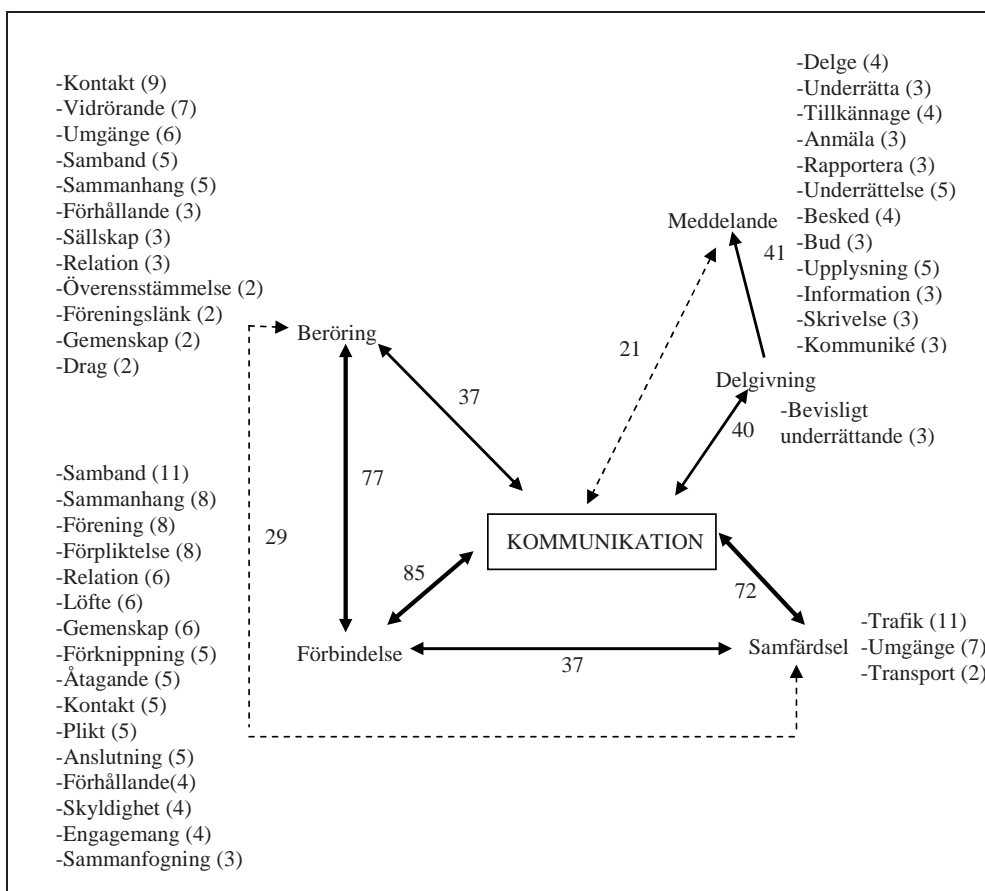 -Kontakt (9)
-Vidrörande (7)
-Umgänge (6)
-Samband (5)
-Sammanhang (5)
-Förhållande (3)
-Sällskap (3)
-Relation (3)
-Överensstämmelse (2)
-Föreningslänk (2)
-Gemenskap (2)
-Drag (2)
-Delge (4)
-Underrätta (3)
-Tillkännage (4)
-Anmäla (3)
-Rapportera (3)
-Underrättelse (5)
-Besked (4)
-Bud (3)
-Upplysning (5)
-Information (3)
-Skrivelse (3)
-Kommuniké (3)
Meddelande
41
Beröring
21
37
Delgivning
40
-Bevisligt
underrättande (3)
-Samband (11)
-Sammanhang (8)
-Förening (8)
-Förpliktelse (8)
-Relation (6)
-Löfte (6)
-Gemenskap (6)
-Förknippning (5)
-Åtagande (5)
-Kontakt (5)
-Plikt (5)
-Anslutning (5)
-Förhållande(4)
-Skyldighet (4)
-Engagemang (4)
-Sammanfogning (3)
77
29
KOMMUNIKATION
85
72
Förbindelse
37
Samfärdsel
-Trafik (11)
-Umgänge (7)
-Transport (2)